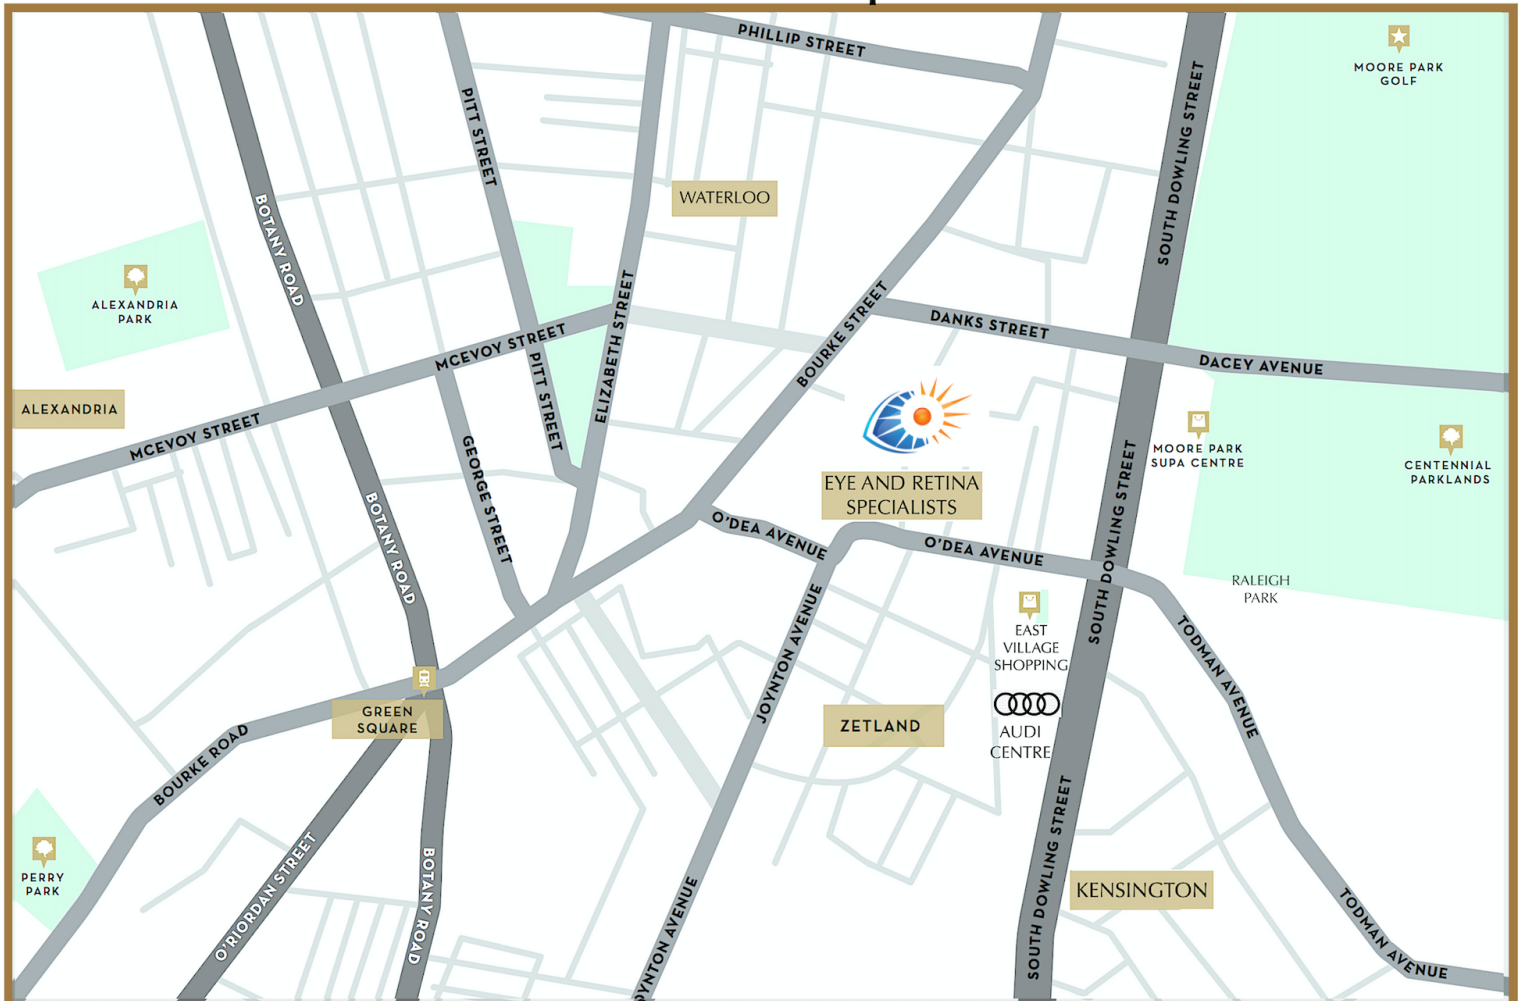 PHILLIP STREET
MOORE PARK
GOLF
PITT STREET
SOUTH DOWLING STREET
BOTANY ROAD
WATERLOO
ALEXANDRIA
PARK
ELIZABETH STREET
BOURKE STREET
DANKS STREET
MCEVOY STREET
DACEY AVENUE
PITT STREET
ALEXANDRIA
MCEVOY STREET
MOORE PARK
SUPA CENTRE
CENTENNIAL
PARKLANDS
GEORGE STREET
EYE AND RETINA
SPECIALISTS
SOUTH DOWLING STREET
BOTANY ROAD
O'DEA AVENUE
O'DEA AVENUE
RALEIGH
PARK
EAST
VILLAGE
SHOPPING
JOYNTON AVENUE
TODMAN AVENUE
GREEN
SQUARE
ZETLAND
AUDI
CENTRE
BOURKE ROAD
PERRY
PARK
O'RIORDAN STREET
BOTANY ROAD
SOUTH DOWLING STREET
KENSINGTON
OYNTON AVENUE
TODMAN AVENUE